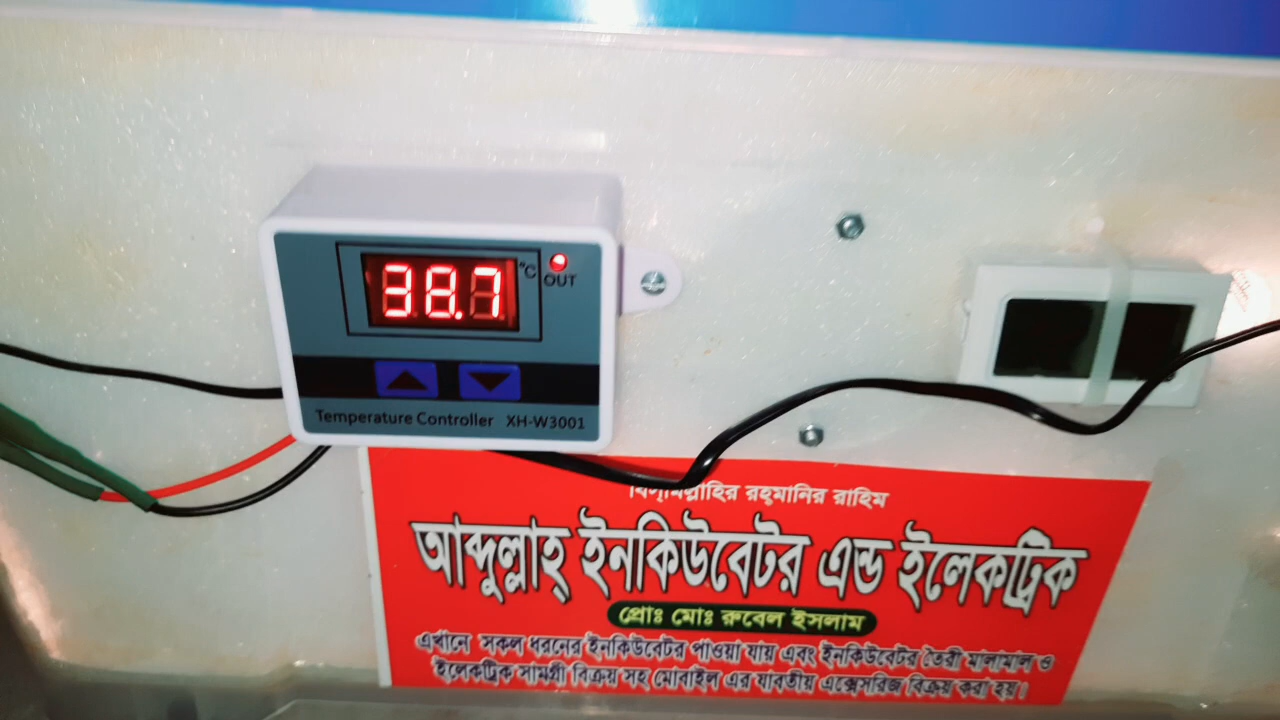 38.7
°C
OUT
Temperature Controller XH-W3001
বিসমিল্লাহির রহমানির রাহিম
আব্দুল্লাহ্ ইনকিউবেটর এন্ড ইলেকট্রিক
প্রোঃ মোঃ রুবেল ইসলাম
এখানে সকল ধরনের ইনকিউবেটর পাওয়া যায় এবং ইনকিউবেটর তৈরী মালামাল ও
ইলেকট্রিক সামগ্রী বিক্রয় সহ মোবাইল এর যাবতীয় এক্সেসরিজ বিক্রয় করা হয়।